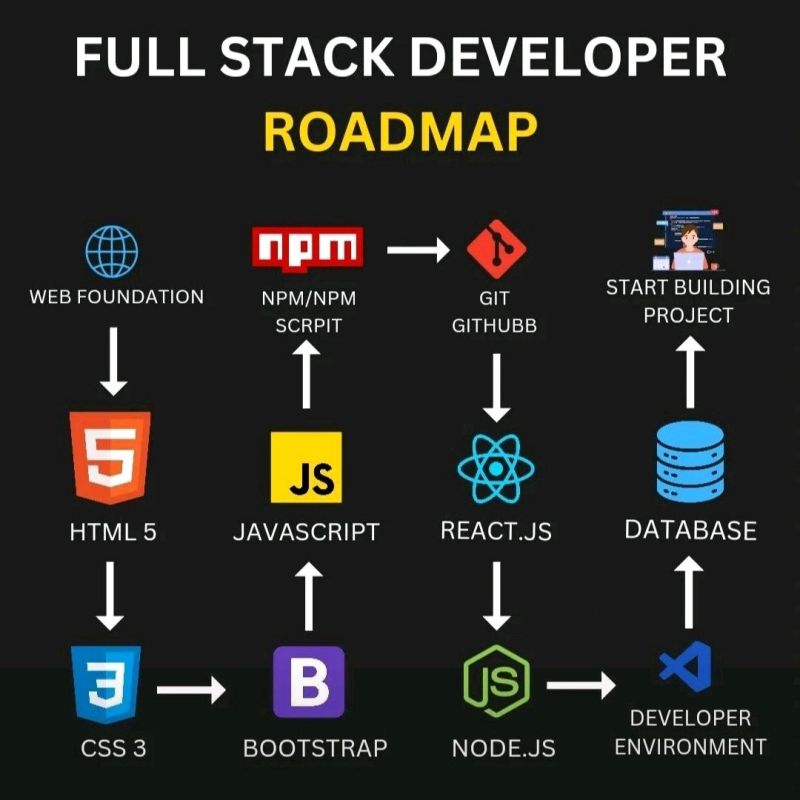 FULL STACK DEVELOPER
ROADMAP
WEB FOUNDATION
5
HTML 5
3
CSS 3
B
BOOTSTRAP
JS
JAVASCRIPT
npm
NPM/NPM
SCRPIT
GIT
GITHUBB
REACT.JS
JS
NODE.JS
DEVELOPER
ENVIRONMENT
DATABASE
START BUILDING
PROJECT